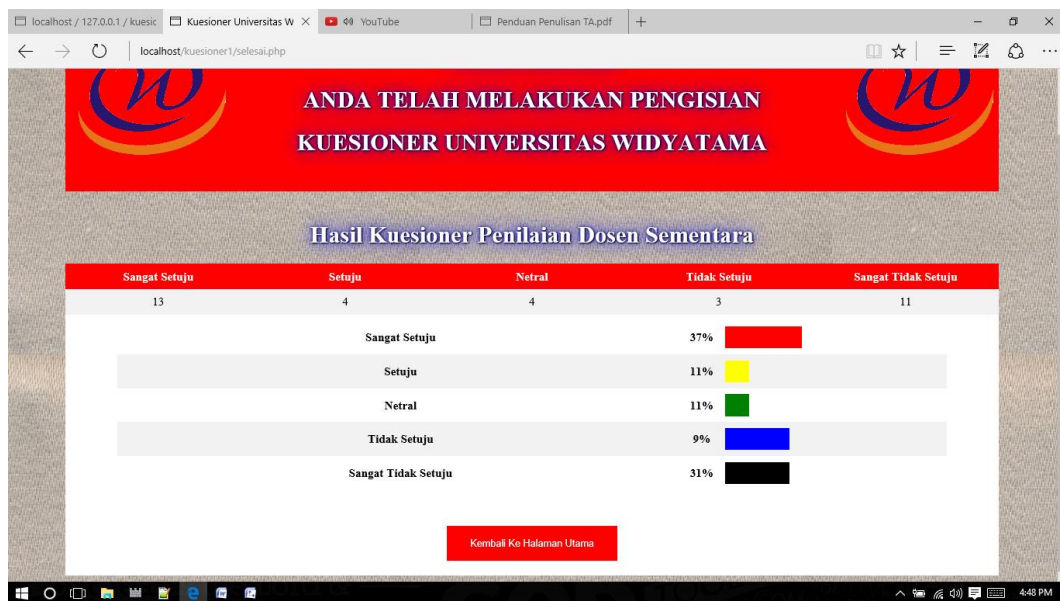 localhost / 127.0.0.1 / kuesic
Kuesioner Universitas W
YouTube
Penduan Penulisan TA.pdf
localhost/kuesioner1/selesai.php
ANDA TELAH MELAKUKAN PENGISIAN
KUESIONER UNIVERSITAS WIDYATAMA
Hasil Kuesioner Penilaian Dosen Sementara
Sangat Setuju Setuju Netral Tidak Setuju Sangat Tidak Setuju
13 4 4 3 11
Sangat Setuju 37%
Setuju 11%
Netral 11%
Tidak Setuju 9%
Sangat Tidak Setuju 31%
Kembali Ke Halaman Utama
4:48 PM